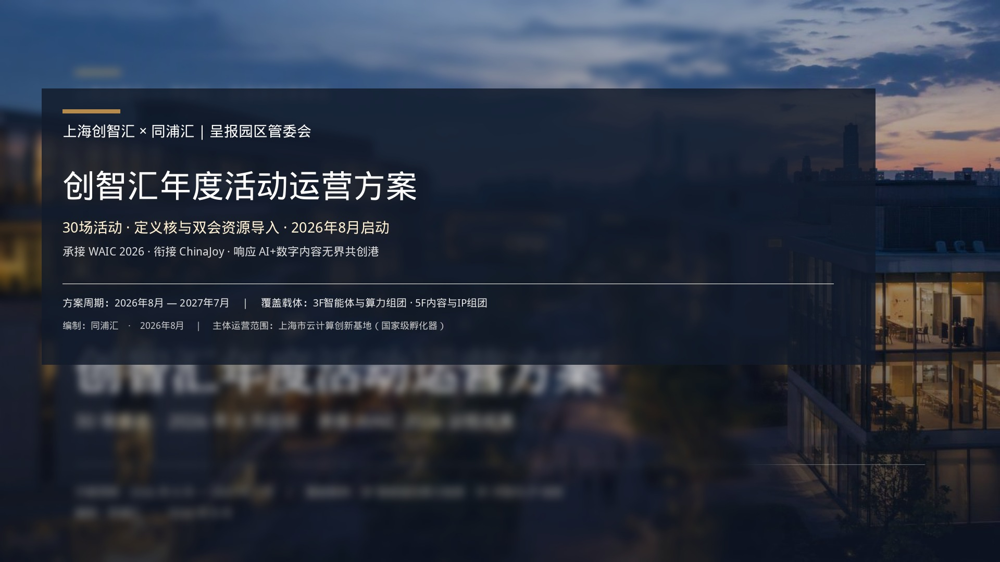 上海创智汇 × 同浦汇｜呈报园区管委会
创智汇年度活动运营方案
30场活动 · 定义核与双会资源导入 · 2026年8月启动
承接 WAIC 2026 · 衔接 ChinaJoy · 响应 AI+数字内容无界共创港
方案周期：2026年8月 — 2027年7月 ｜ 覆盖载体：3F智能体与算力组团 · 5F内容与IP组团
编制：同浦汇 · 2026年8月 ｜ 主体运营范围：上海市云计算创新基地（国家级孵化器）
创智汇年度活动运营方案